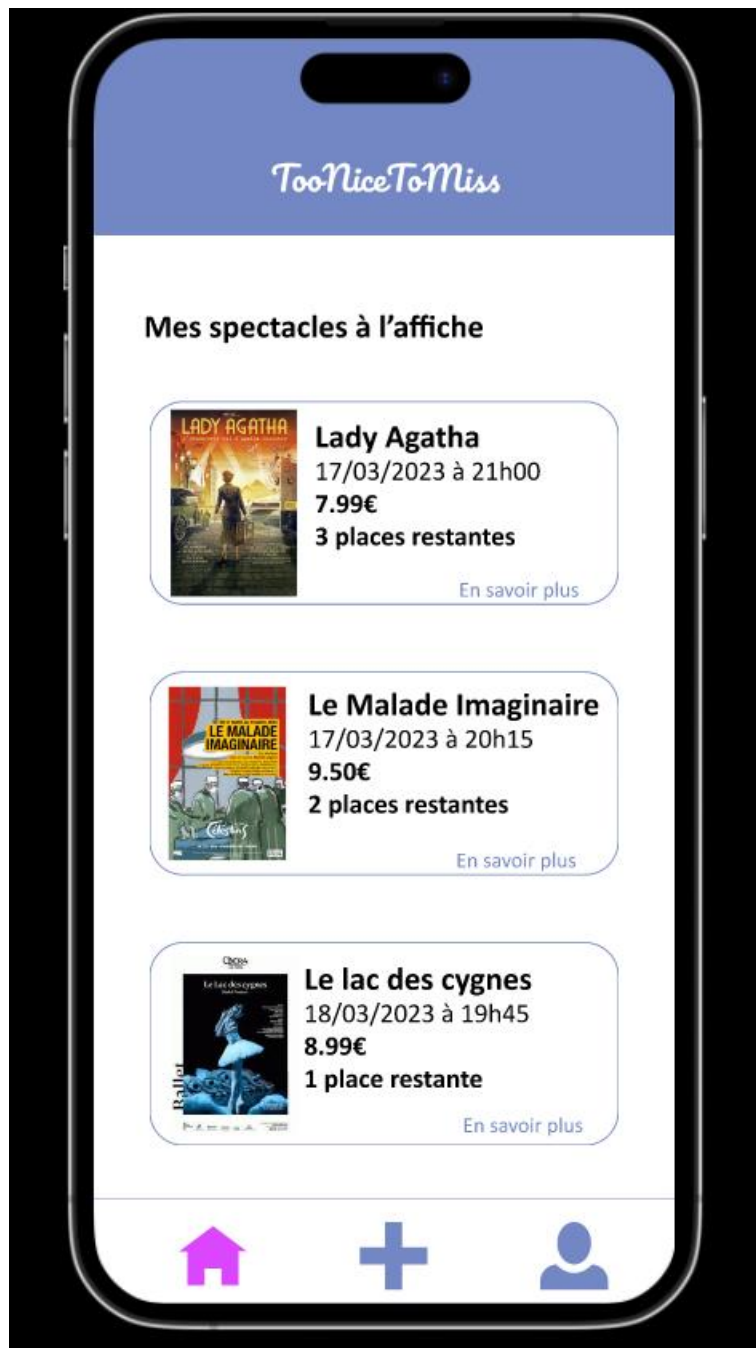 TooNiceToMiss
Mes spectacles à l’affiche
LADY AGATHA
Lady Agatha
17/03/2023 à 21h00
7.99€
3 places restantes
En savoir plus
LE MALADE
IMAGINAIRE
Célestins
Le Malade Imaginaire
17/03/2023 à 20h15
9.50€
2 places restantes
En savoir plus
OPÉRA
Le Lac des cygnes
Ballet
Le lac des cygnes
18/03/2023 à 19h45
8.99€
1 place restante
En savoir plus